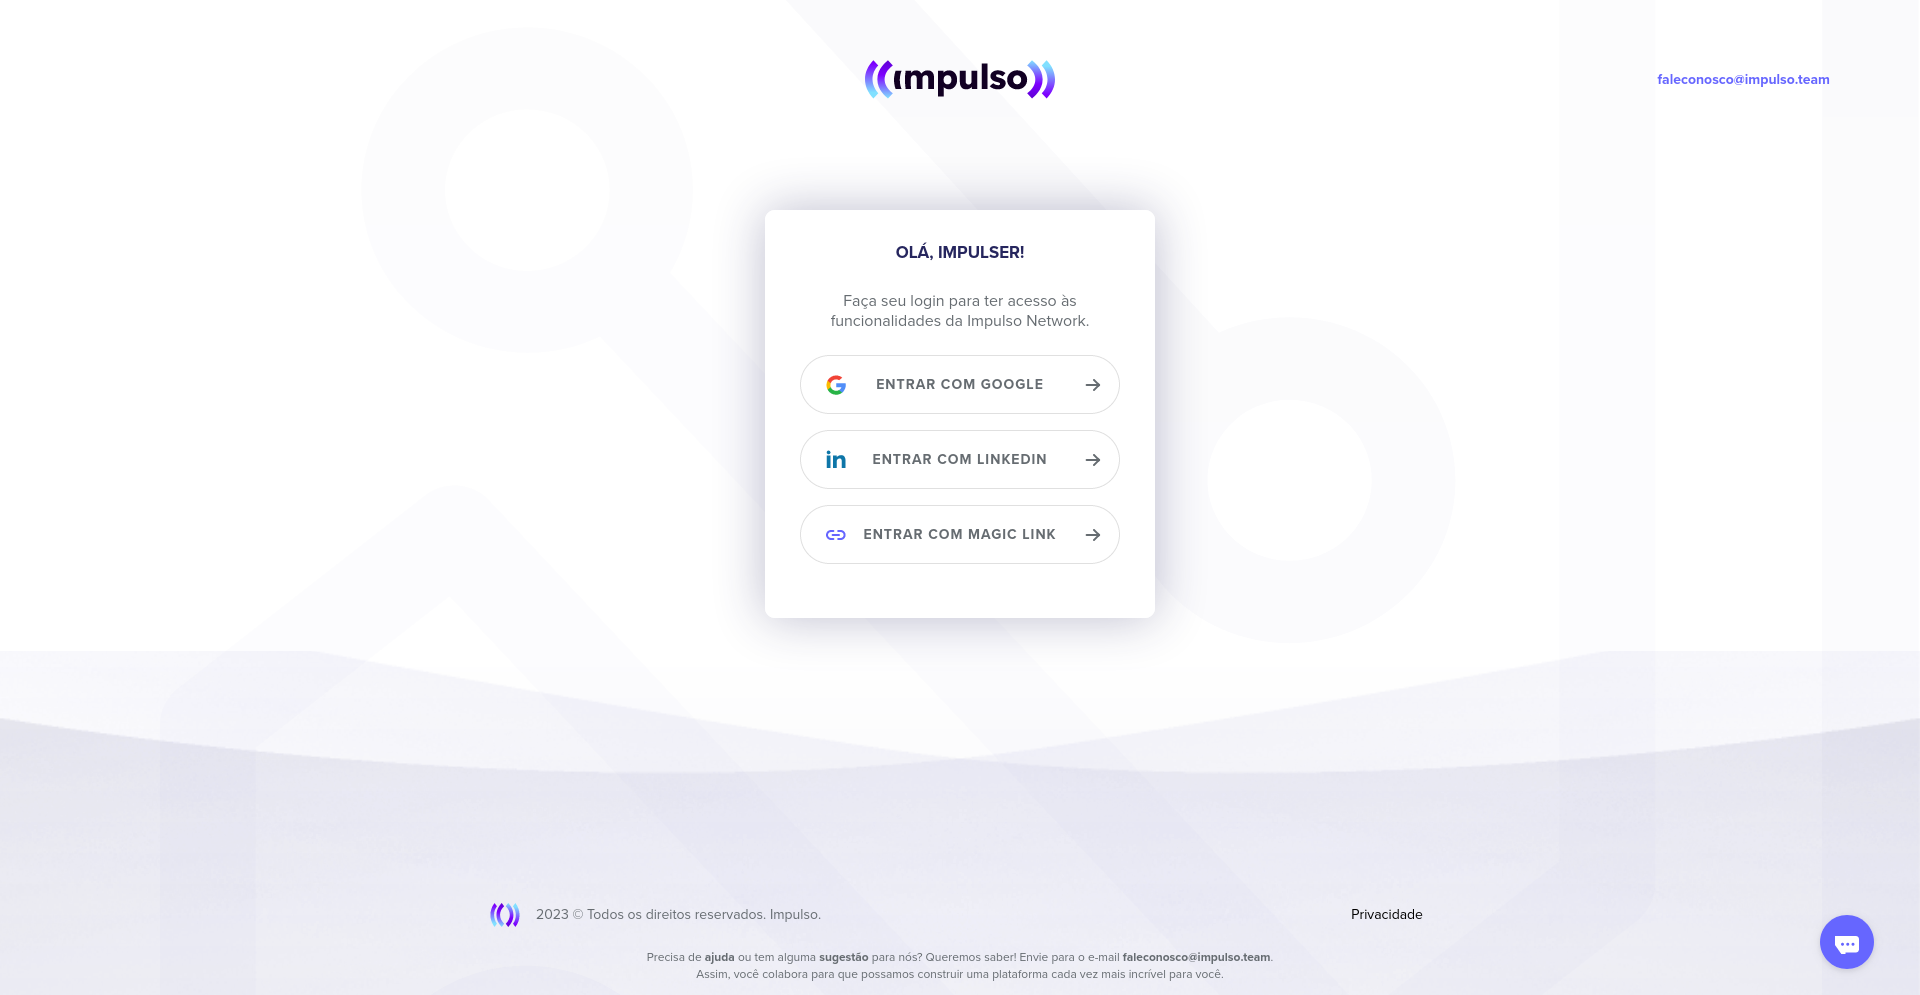 impulso
faleconosco@impulso.team
OLÁ, IMPULSER!
Faça seu login para ter acesso às
funcionalidades da Impulso Network.
ENTRAR COM GOOGLE
in ENTRAR COM LINKEDIN
ENTRAR COM MAGIC LINK
2023 © Todos os direitos reservados. Impulso.
Privacidade
Precisa de ajuda ou tem alguma sugestão para nós? Queremos saber! Envie para o e-mail faleconosco@impulso.team.
Assim, você colabora para que possamos construir uma plataforma cada vez mais incrível para você.